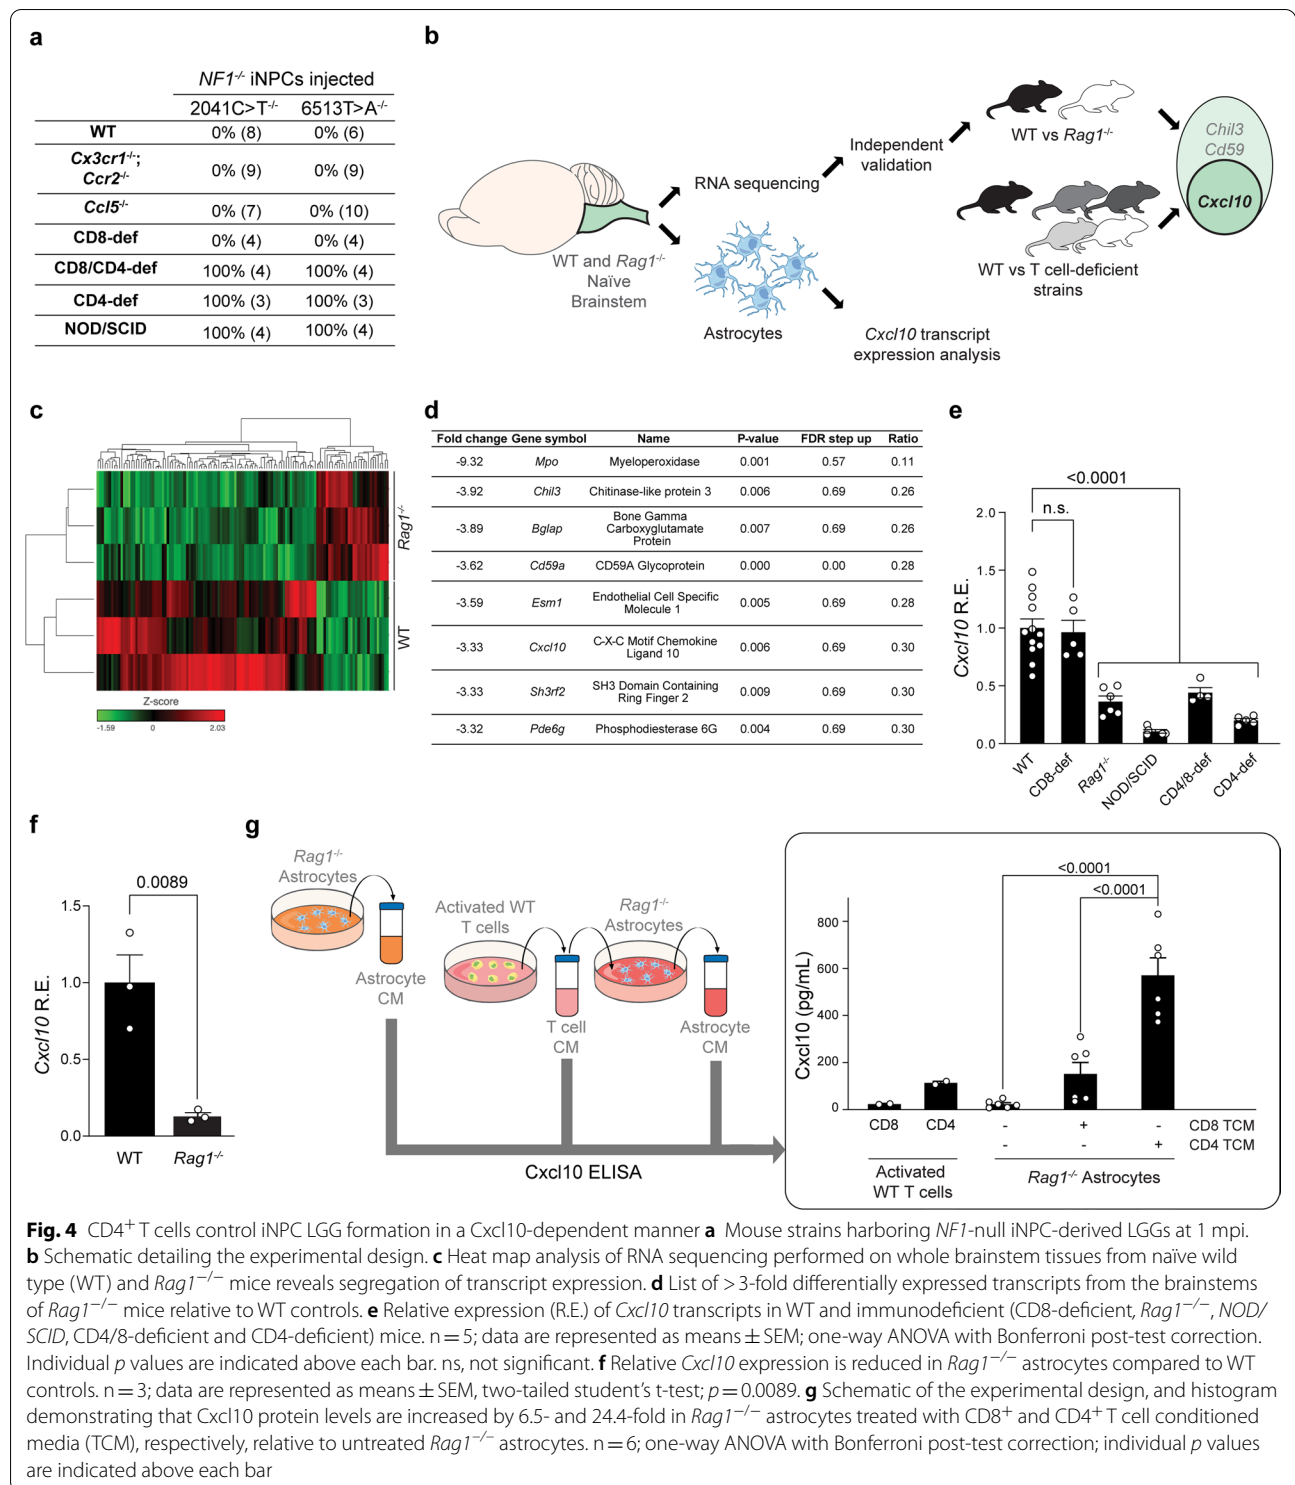 a
NF1-/- iNPCs injected
2041C>T-/- 6513T>A-/-
WT 0% (8) 0% (6)
Cx3cr1-/-;
Ccr2-/- 0% (9) 0% (9)
Ccl5-/- 0% (7) 0% (10)
CD8-def 0% (4) 0% (4)
CD8/CD4-def 100% (4) 100% (4)
CD4-def 100% (3) 100% (3)
NOD/SCID 100% (4) 100% (4)
b
WT and Rag1-/-
Naïve
Brainstem
RNA sequencing
Astrocytes
Independent
validation
Cxcl10 transcript
expression analysis
WT vs Rag1-/-
WT vs T cell-deficient
strains
Chil3
Cd59
Cxcl10
c
Rag1-/-
WT
Z-score
-1.59 0 2.03
d
Fold change Gene symbol Name P-value FDR step up Ratio
-9.32 Mpo Myeloperoxidase 0.001 0.57 0.11
-3.92 Chil3 Chitinase-like protein 3 0.006 0.69 0.26
-3.89 Bglap Bone Gamma Carboxyglutamate Protein 0.007 0.69 0.26
-3.62 Cd59a CD59A Glycoprotein 0.000 0.00 0.28
-3.59 Esm1 Endothelial Cell Specific Molecule 1 0.005 0.69 0.28
-3.33 Cxcl10 C-X-C Motif Chemokine Ligand 10 0.006 0.69 0.30
-3.33 Sh3rf2 SH3 Domain Containing Ring Finger 2 0.009 0.69 0.30
-3.32 Pde6g Phosphodiesterase 6G 0.004 0.69 0.30
e
<0.0001
n.s.
2.0
1.5
1.0
0.5
0.0
Cxcl10 R.E.
WT
CD8-def
Rag1-/-
NOD/SCID
CD4/8-def
CD4-def
f
0.0089
1.5
1.0
0.5
0.0
Cxcl10 R.E.
WT Rag1-/-
g
Rag1-/-
Astrocytes
Astrocyte
CM
Activated WT
T cells
T cell
CM
Rag1-/-
Astrocytes
Astrocyte
CM
Cxcl10 ELISA
<0.0001
<0.0001
800
600
400
200
0
Cxcl10 (pg/mL)
CD8 CD4 - + - CD8 TCM
- - + CD4 TCM
Activated
WT T cells
Rag1-/- Astrocytes
Fig. 4 CD4+ T cells control iNPC LGG formation in a Cxcl10-dependent manner a Mouse strains harboring NF1-null iNPC-derived LGGs at 1 mpi.
b Schematic detailing the experimental design. c Heat map analysis of RNA sequencing performed on whole brainstem tissues from naïve wild
type (WT) and Rag1−/− mice reveals segregation of transcript expression. d List of > 3-fold differentially expressed transcripts from the brainstems
of Rag1−/− mice relative to WT controls. e Relative expression (R.E.) of Cxcl10 transcripts in WT and immunodeficient (CD8-deficient, Rag1−/−, NOD/
SCID, CD4/8-deficient and CD4-deficient) mice. n = 5; data are represented as means ± SEM; one-way ANOVA with Bonferroni post-test correction.
Individual p values are indicated above each bar. ns, not significant. f Relative Cxcl10 expression is reduced in Rag1−/− astrocytes compared to WT
controls. n = 3; data are represented as means ± SEM, two-tailed student's t-test; p = 0.0089. g Schematic of the experimental design, and histogram
demonstrating that Cxcl10 protein levels are increased by 6.5- and 24.4-fold in Rag1−/− astrocytes treated with CD8+ and CD4+ T cell conditioned
media (TCM), respectively, relative to untreated Rag1−/− astrocytes. n = 6; one-way ANOVA with Bonferroni post-test correction; individual p values
are indicated above each bar